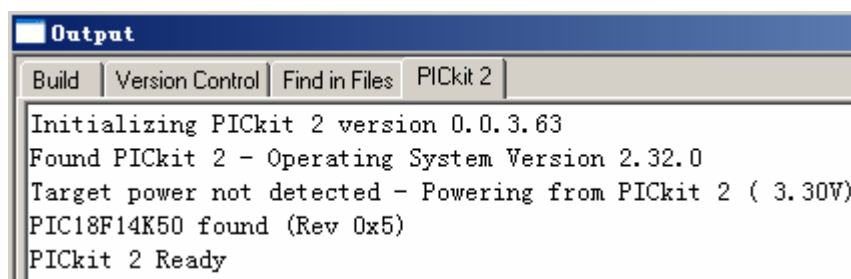 Output
Build Version Control Find in Files PICkit 2
Initializing PICkit 2 version 0.0.3.63
Found PICkit 2 - Operating System Version 2.32.0
Target power not detected - Powering from PICkit 2 ( 3.30V)
PIC18F14K50 found (Rev 0x5)
PICkit 2 Ready